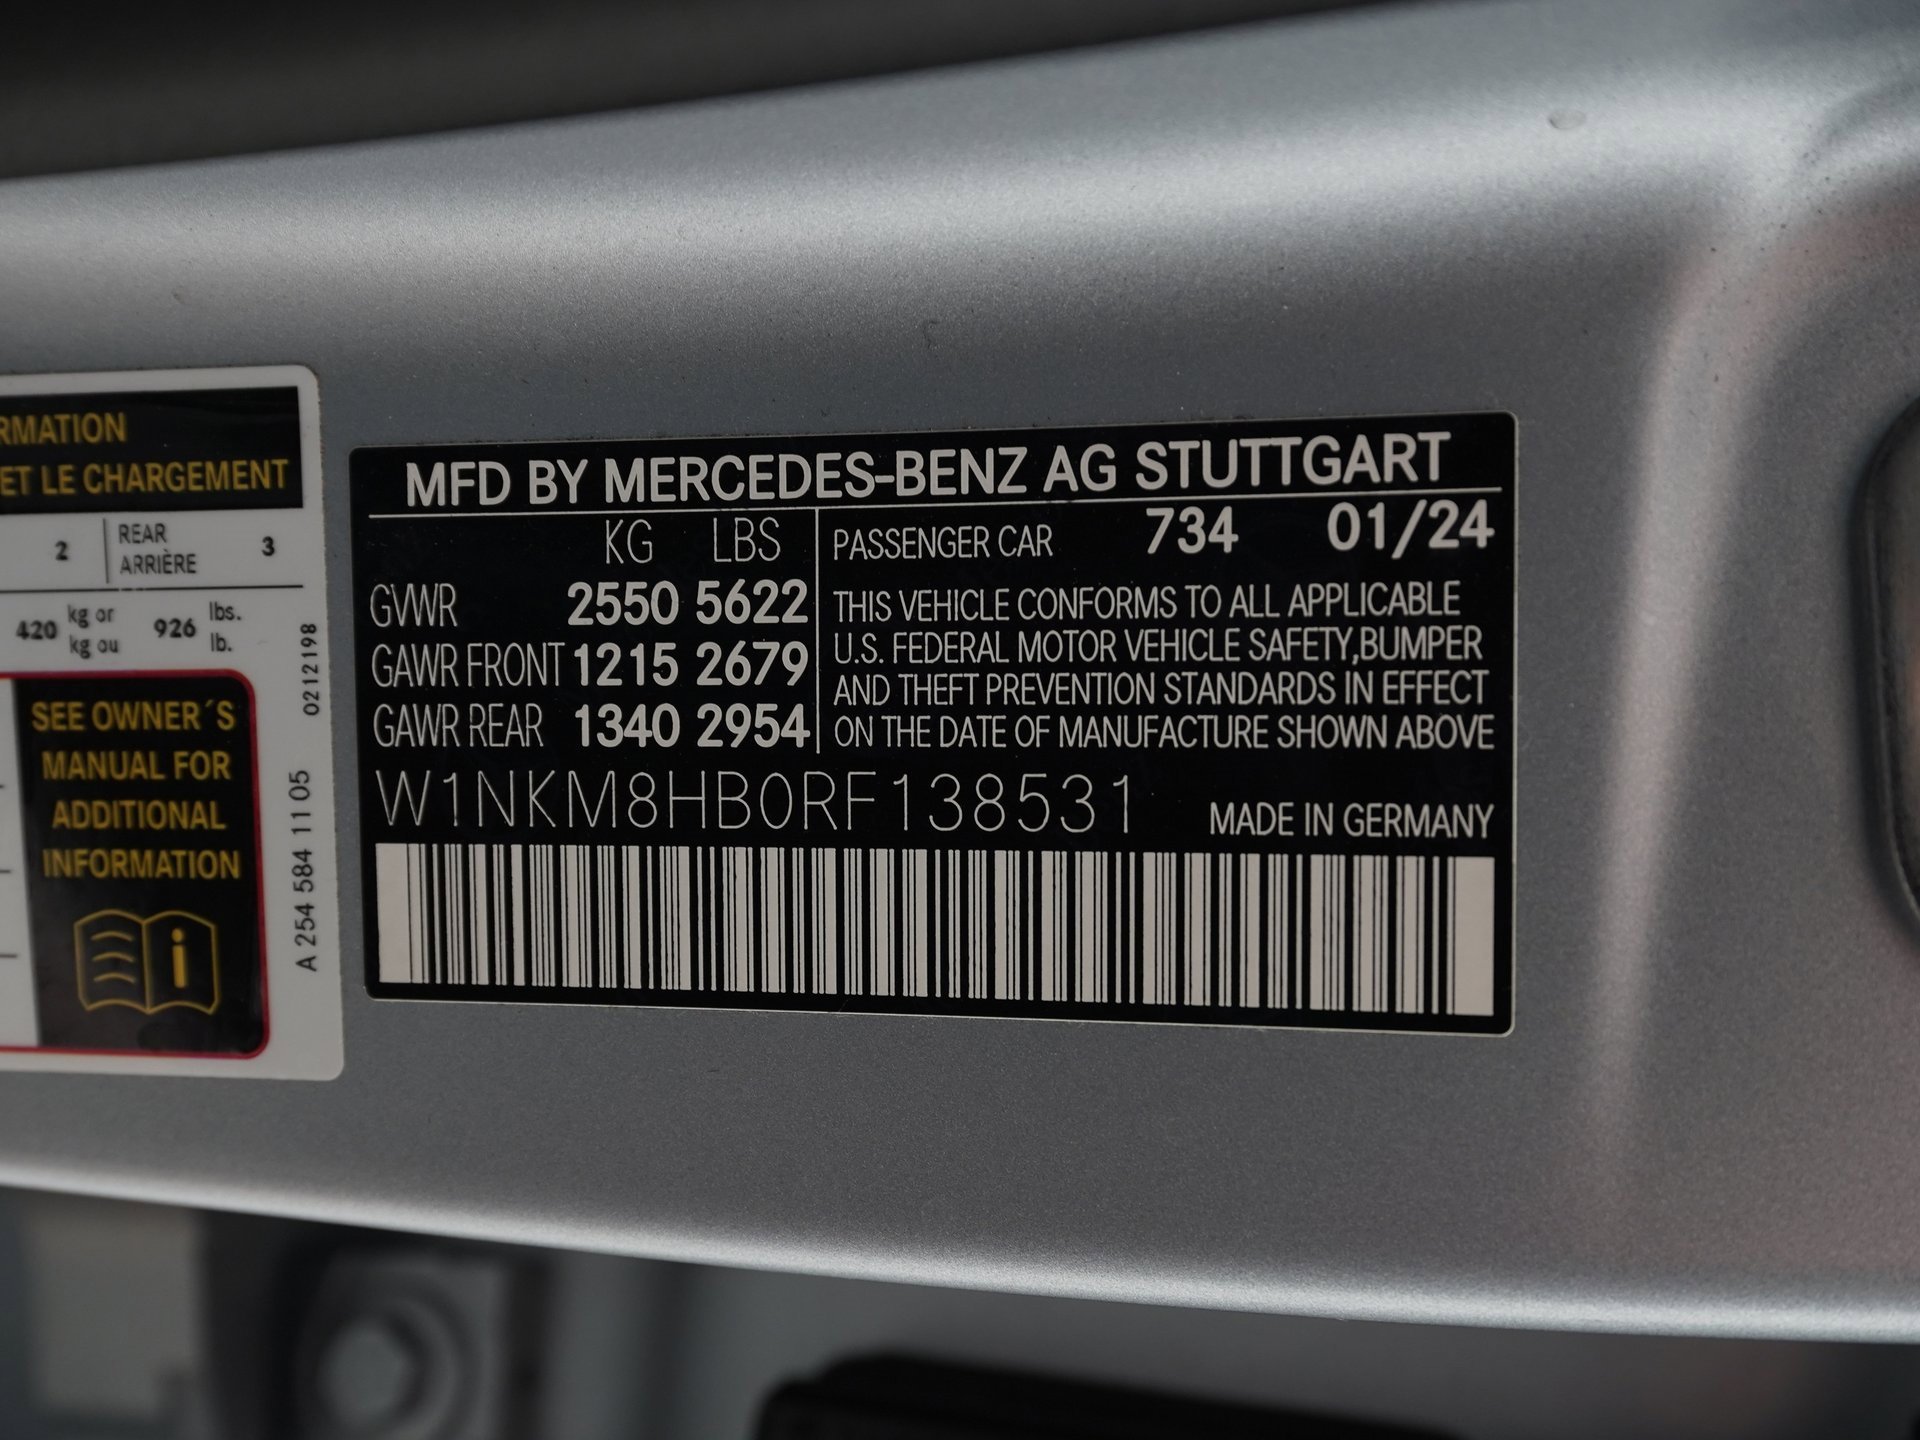 RMATION
ET LE CHARGEMENT
2 REAR 3
ARRIÈRE
420 kg or 926 lbs.
kg ou lb.
SEE OWNER´S
MANUAL FOR
ADDITIONAL
INFORMATION
i
0212198
A 254 584 11 05
MFD BY MERCEDES-BENZ AG STUTTGART
KG LBS
GVWR 2550 5622
GAWR FRONT 1215 2679
GAWR REAR 1340 2954
PASSENGER CAR 734 01/24
THIS VEHICLE CONFORMS TO ALL APPLICABLE
U.S. FEDERAL MOTOR VEHICLE SAFETY,BUMPER
AND THEFT PREVENTION STANDARDS IN EFFECT
ON THE DATE OF MANUFACTURE SHOWN ABOVE
W1NKM8HB0RF138531
MADE IN GERMANY